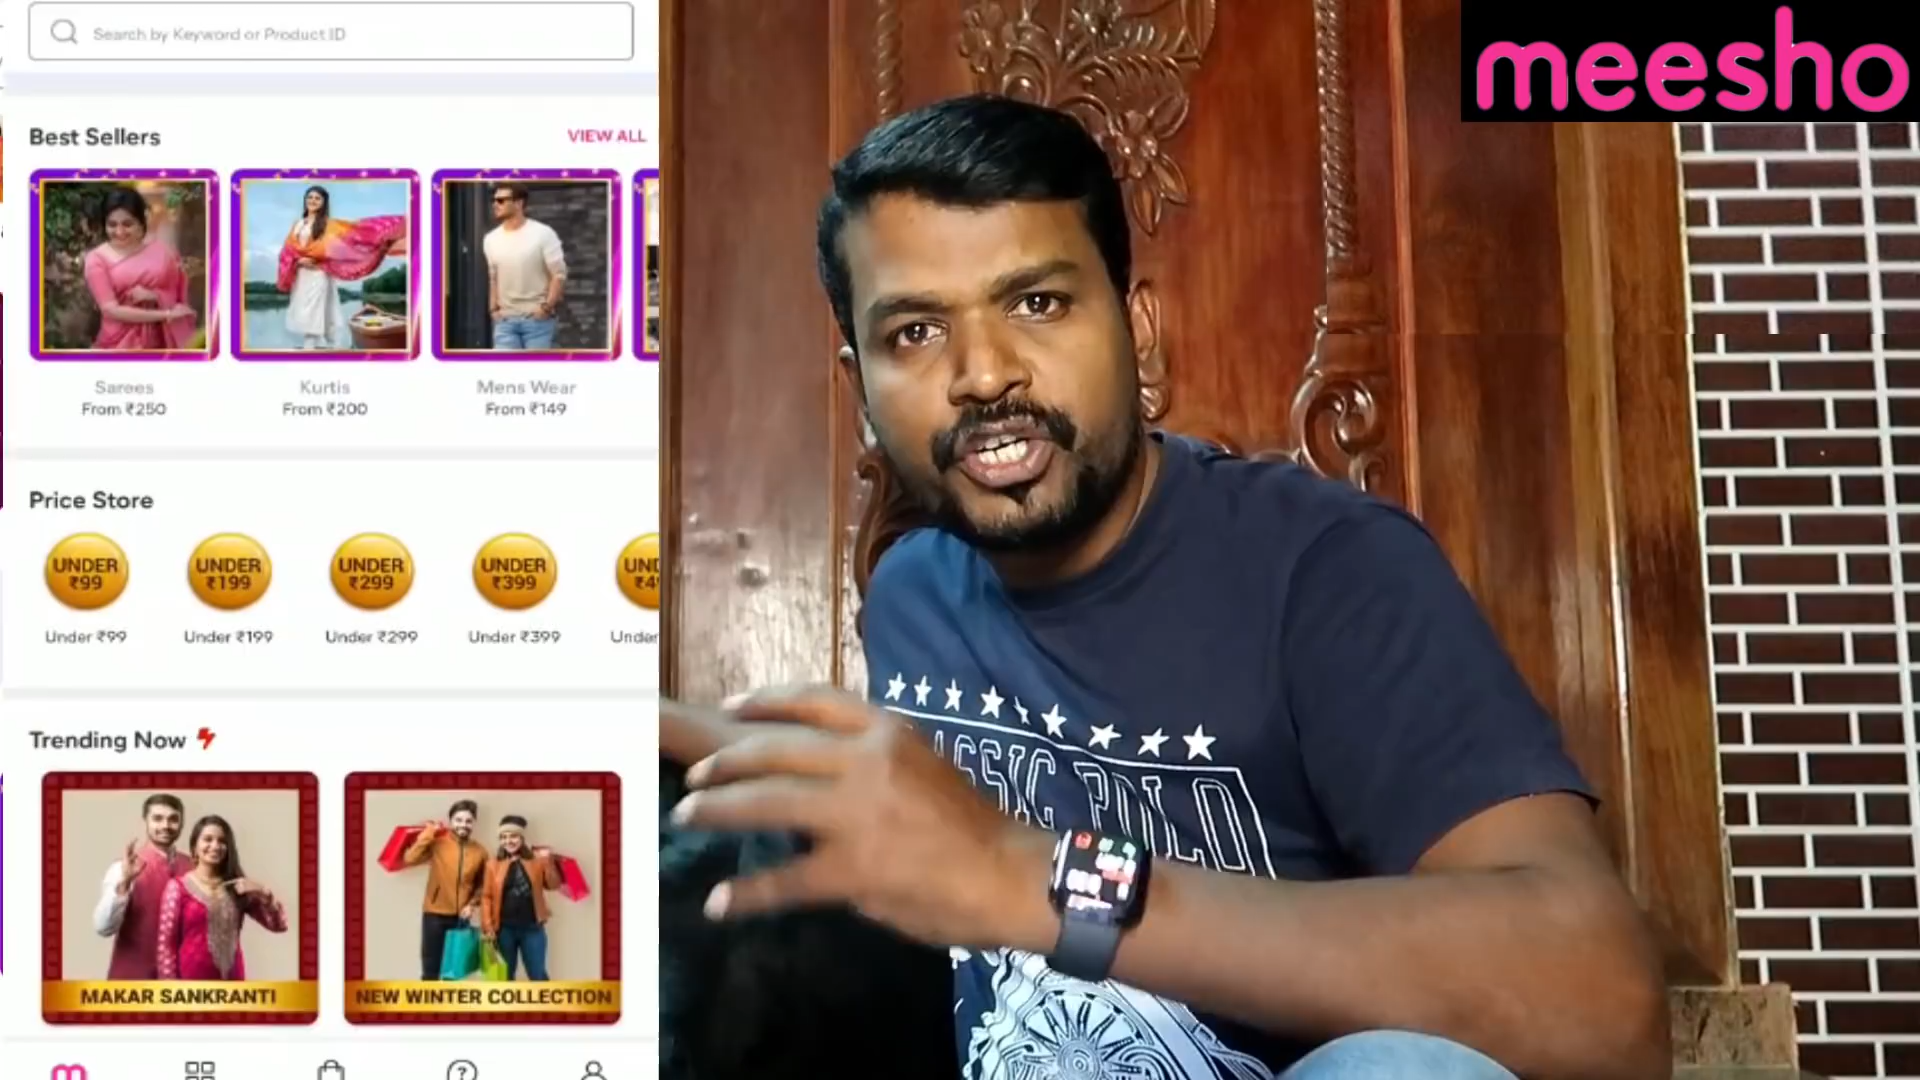 meesho
Search by Keyword or Product ID
Best Sellers
VIEW ALL
Sarees
From ₹250
Kurtis
From ₹200
Mens Wear
From ₹149
Price Store
UNDER
₹99
UNDER
₹199
UNDER
₹299
UNDER
₹399
Under ₹99
Under ₹199
Under ₹299
Under ₹399
Under
Trending Now
MAKAR SANKRANTI
NEW WINTER COLLECTION
POLO